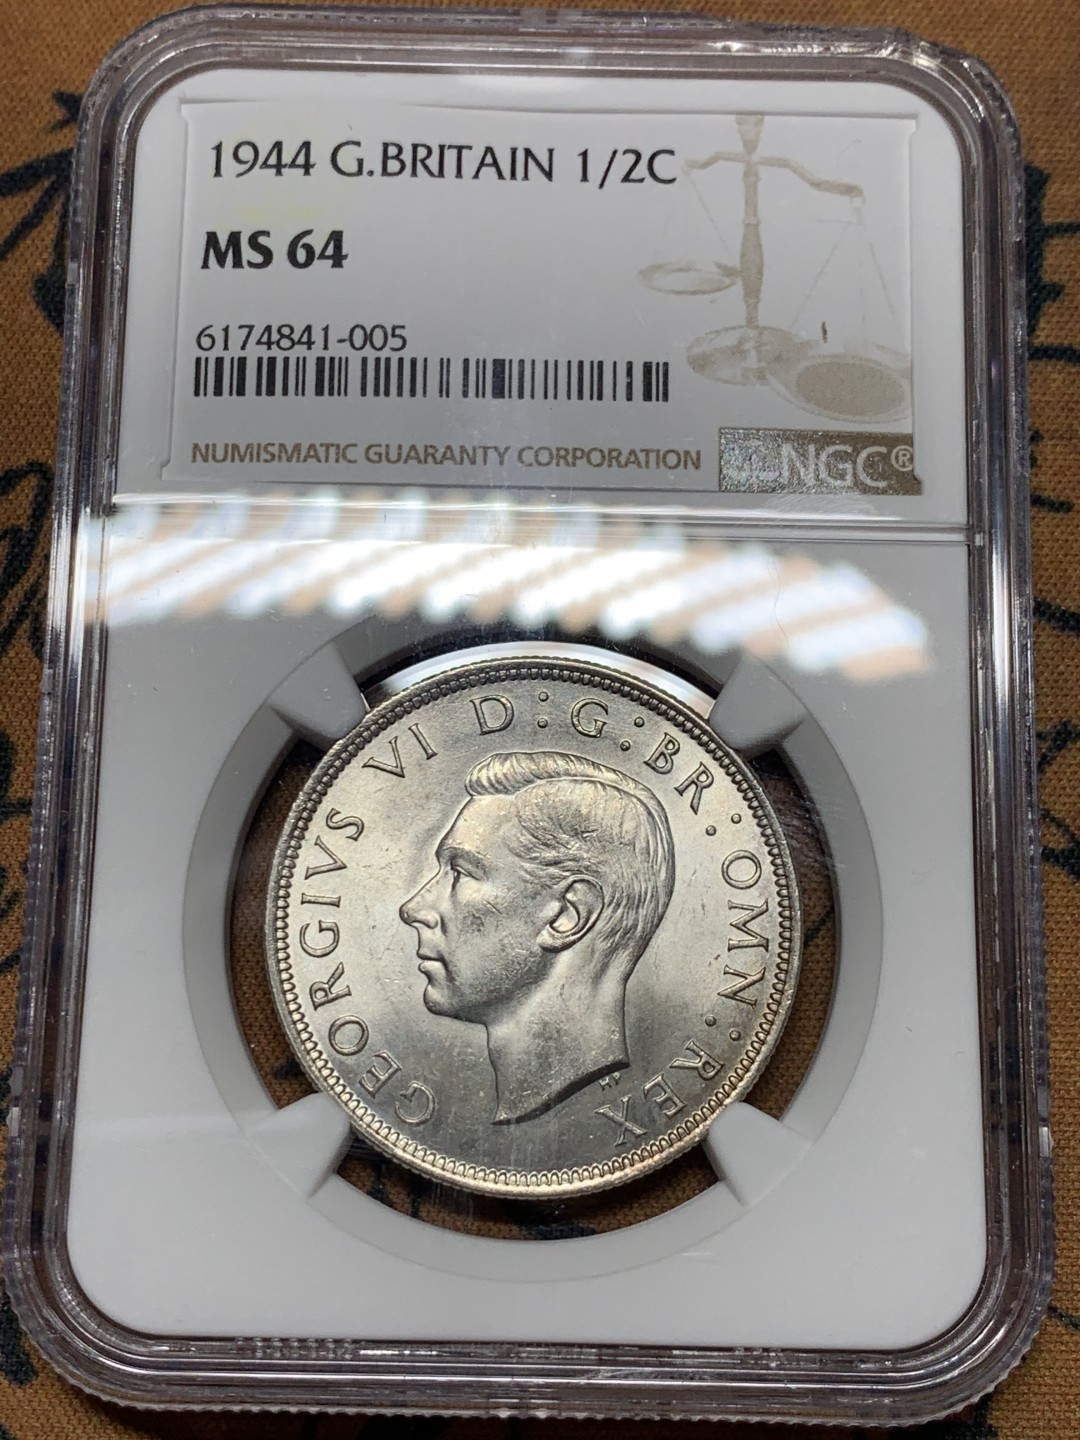 1944 G.BRITAIN 1/2C
MS 64
6174841-005
NUMISMATIC GUARANTY CORPORATION
NGC®
GEORGIVS VI D:G:BR:OMN:REX
HP